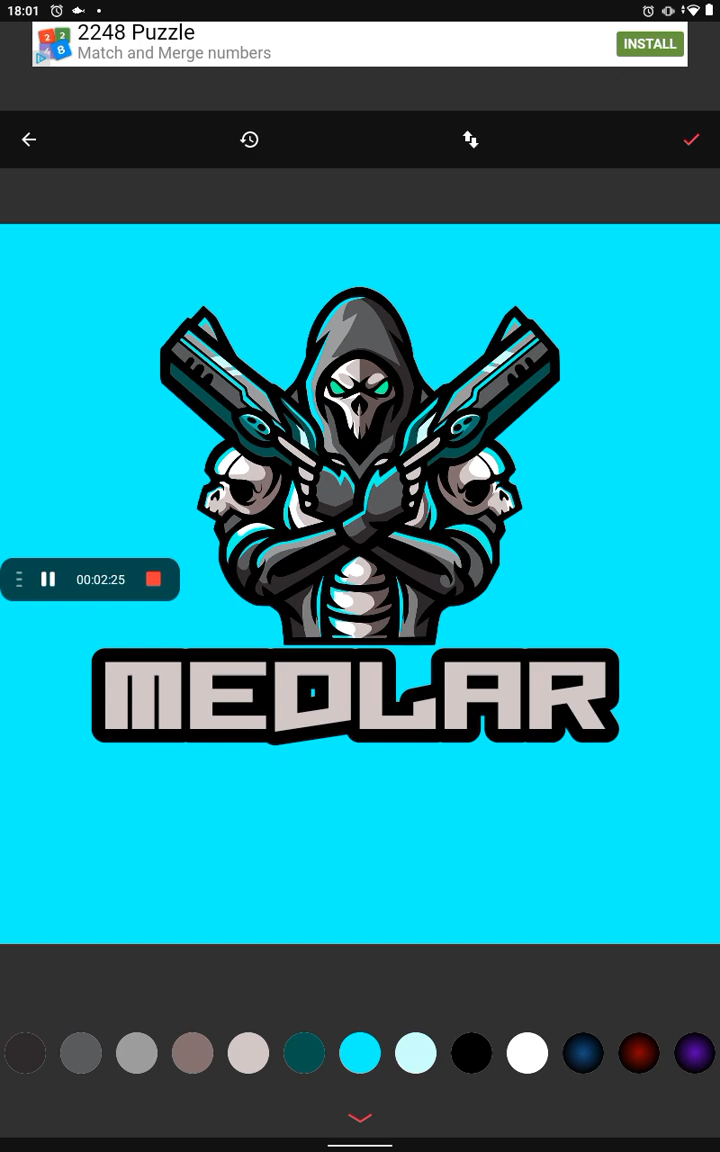 18:01
2248 Puzzle
Match and Merge numbers
INSTALL
00:02:25
MEDLAR